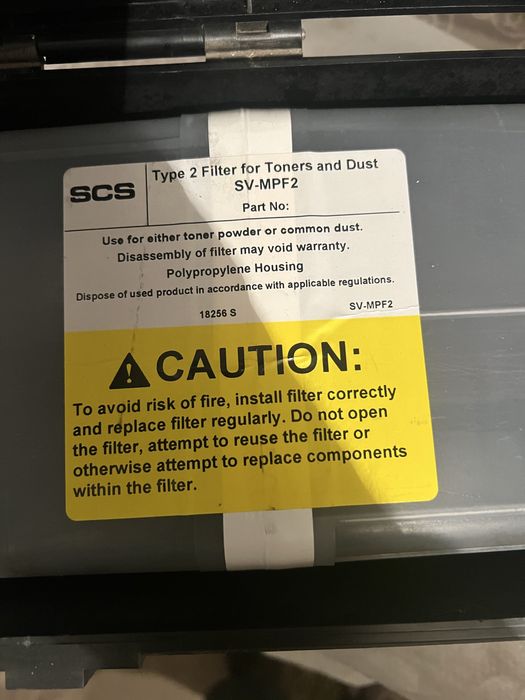 SCS
Type 2 Filter for Toners and Dust
SV-MPF2
Part No:
Use for either toner powder or common dust.
Disassembly of filter may void warranty.
Polypropylene Housing
Dispose of used product in accordance with applicable regulations.
18256 S SV-MPF2
CAUTION:
To avoid risk of fire, install filter correctly
and replace filter regularly. Do not open
the filter, attempt to reuse the filter or
otherwise attempt to replace components
within the filter.